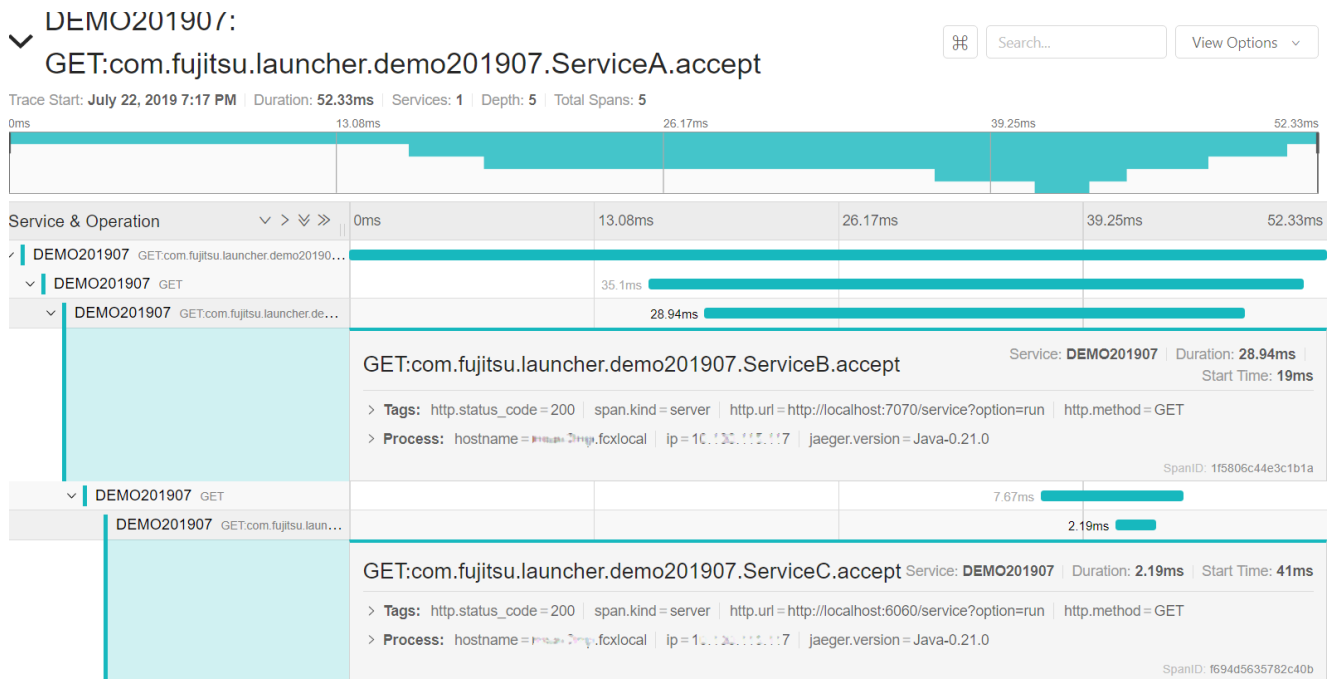 DEMO201907:
GET:com.fujitsu.launcher.demo201907.ServiceA.accept
⌘ Search... View Options
Trace Start: July 22, 2019 7:17 PM Duration: 52.33ms Services: 1 Depth: 5 Total Spans: 5
0ms 13.08ms 26.17ms 39.25ms 52.33ms
Service & Operation 0ms 13.08ms 26.17ms 39.25ms 52.33ms
DEMO201907 GET:com.fujitsu.launcher.demo20190...
DEMO201907 GET 35.1ms
DEMO201907 GET:com.fujitsu.launcher.de... 28.94ms
GET:com.fujitsu.launcher.demo201907.ServiceB.accept Service: DEMO201907 Duration: 28.94ms
Start Time: 19ms
Tags: http.status_code = 200 span.kind = server http.url = http://localhost:7070/service?option=run http.method = GET
Process: hostname = .fcxlocal ip = jaeger.version = Java-0.21.0
SpanID: 1f5806c44e3c1b1a
DEMO201907 GET 7.67ms
DEMO201907 GET:com.fujitsu.laun... 2.19ms
GET:com.fujitsu.launcher.demo201907.ServiceC.accept Service: DEMO201907 Duration: 2.19ms Start Time: 41ms
Tags: http.status_code = 200 span.kind = server http.url = http://localhost:6060/service?option=run http.method = GET
Process: hostname = .fcxlocal ip = jaeger.version = Java-0.21.0
SpanID: f694d5635782c40b